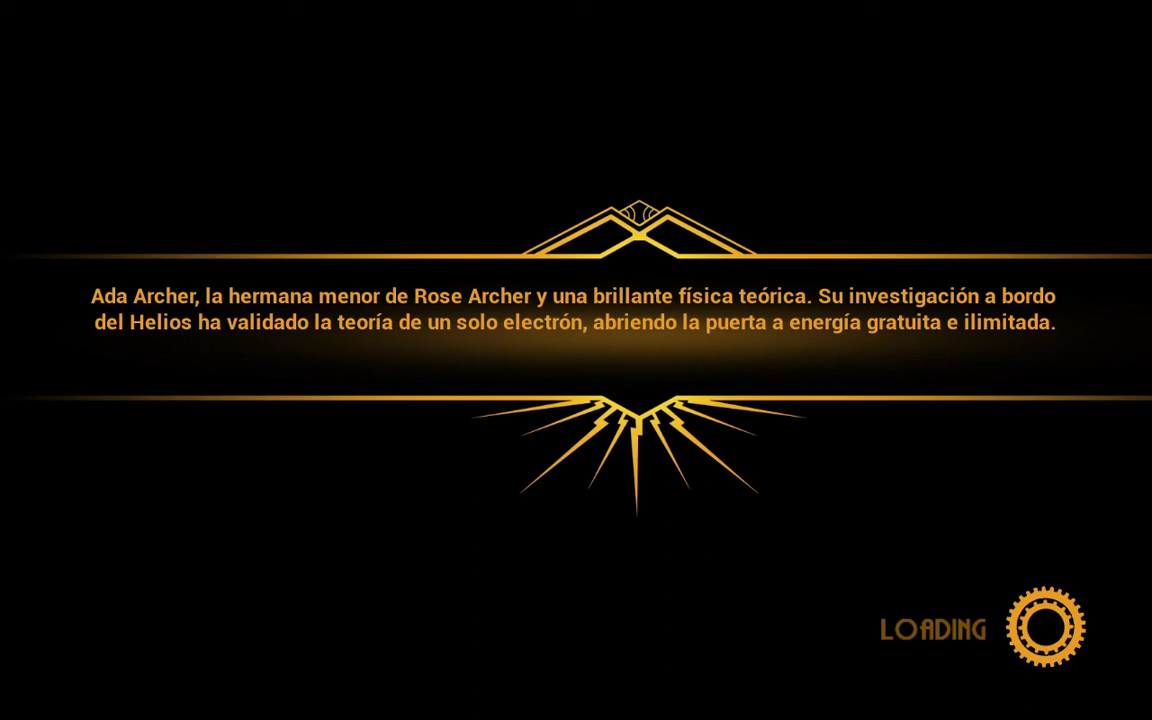 Ada Archer, la hermana menor de Rose Archer y una brillante física teórica. Su investigación a bordo
del Helios ha validado la teoría de un solo electrón, abriendo la puerta a energía gratuita e ilimitada.
LOADING